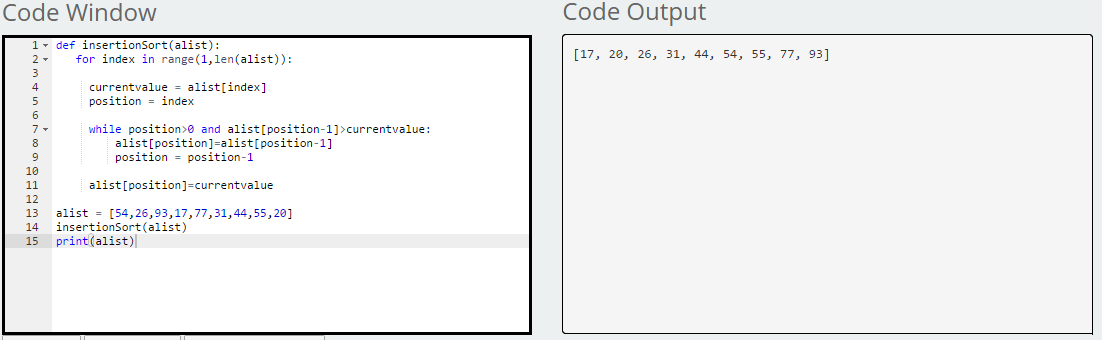 Code Window
Code Output
1 def insertionSort(alist):
2 for index in range(1,len(alist)):
3
4 currentvalue = alist[index]
5 position = index
6
7 while position>0 and alist[position-1]>currentvalue:
8 alist[position]=alist[position-1]
9 position = position-1
10
11 alist[position]=currentvalue
12
13 alist = [54,26,93,17,77,31,44,55,20]
14 insertionSort(alist)
15 print(alist)
[17, 20, 26, 31, 44, 54, 55, 77, 93]